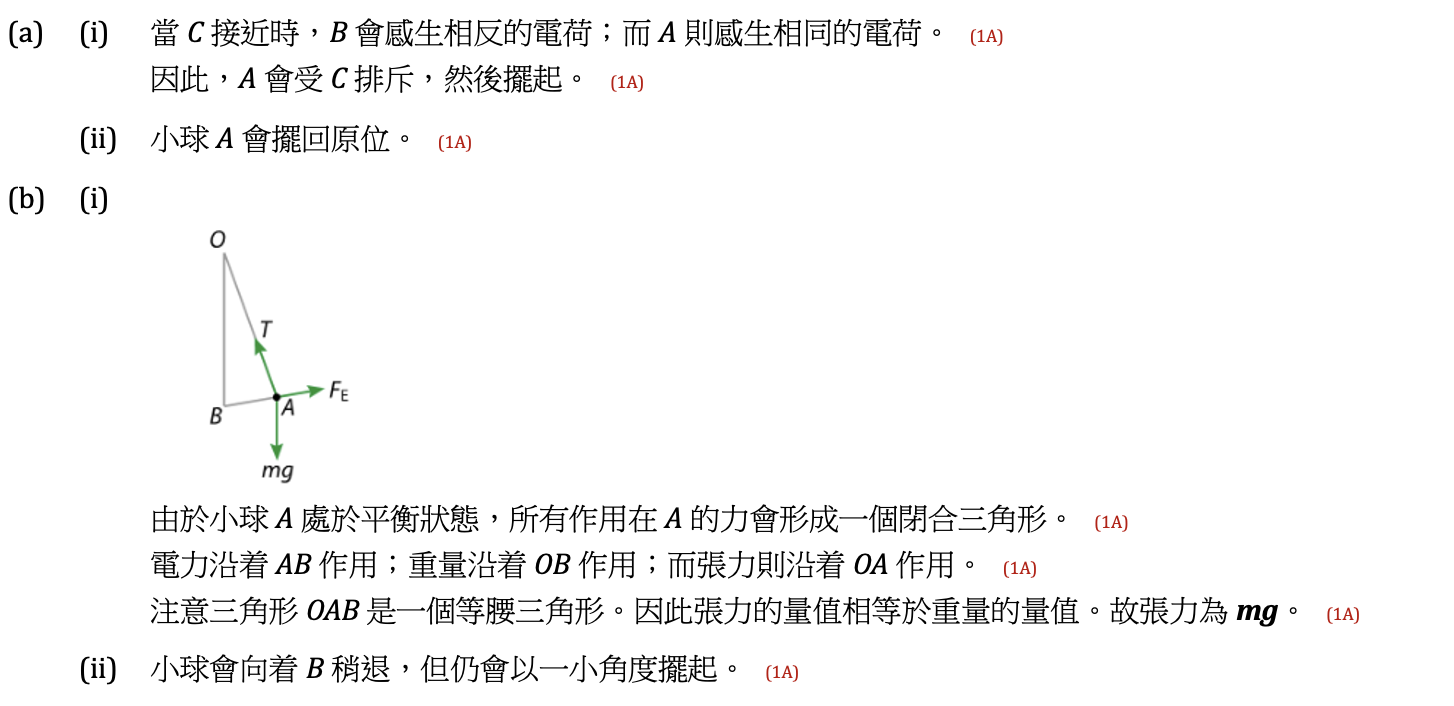 (a) (i) 當 C 接近時，B 會感生相反的電荷；而 A 則感生相同的電荷。 (1A)
因此，A 會受 C 排斥，然後擺起。 (1A)
(ii) 小球 A 會擺回原位。 (1A)
(b) (i)
O
T
FE
B
A
mg
由於小球 A 處於平衡狀態，所有作用在 A 的力會形成一個閉合三角形。 (1A)
電力沿着 AB 作用；重量沿着 OB 作用；而張力則沿着 OA 作用。 (1A)
注意三角形 OAB 是一個等腰三角形。因此張力的量值相等於重量的量值。故張力為 mg。 (1A)
(ii) 小球會向着 B 稍退，但仍會以一小角度擺起。 (1A)